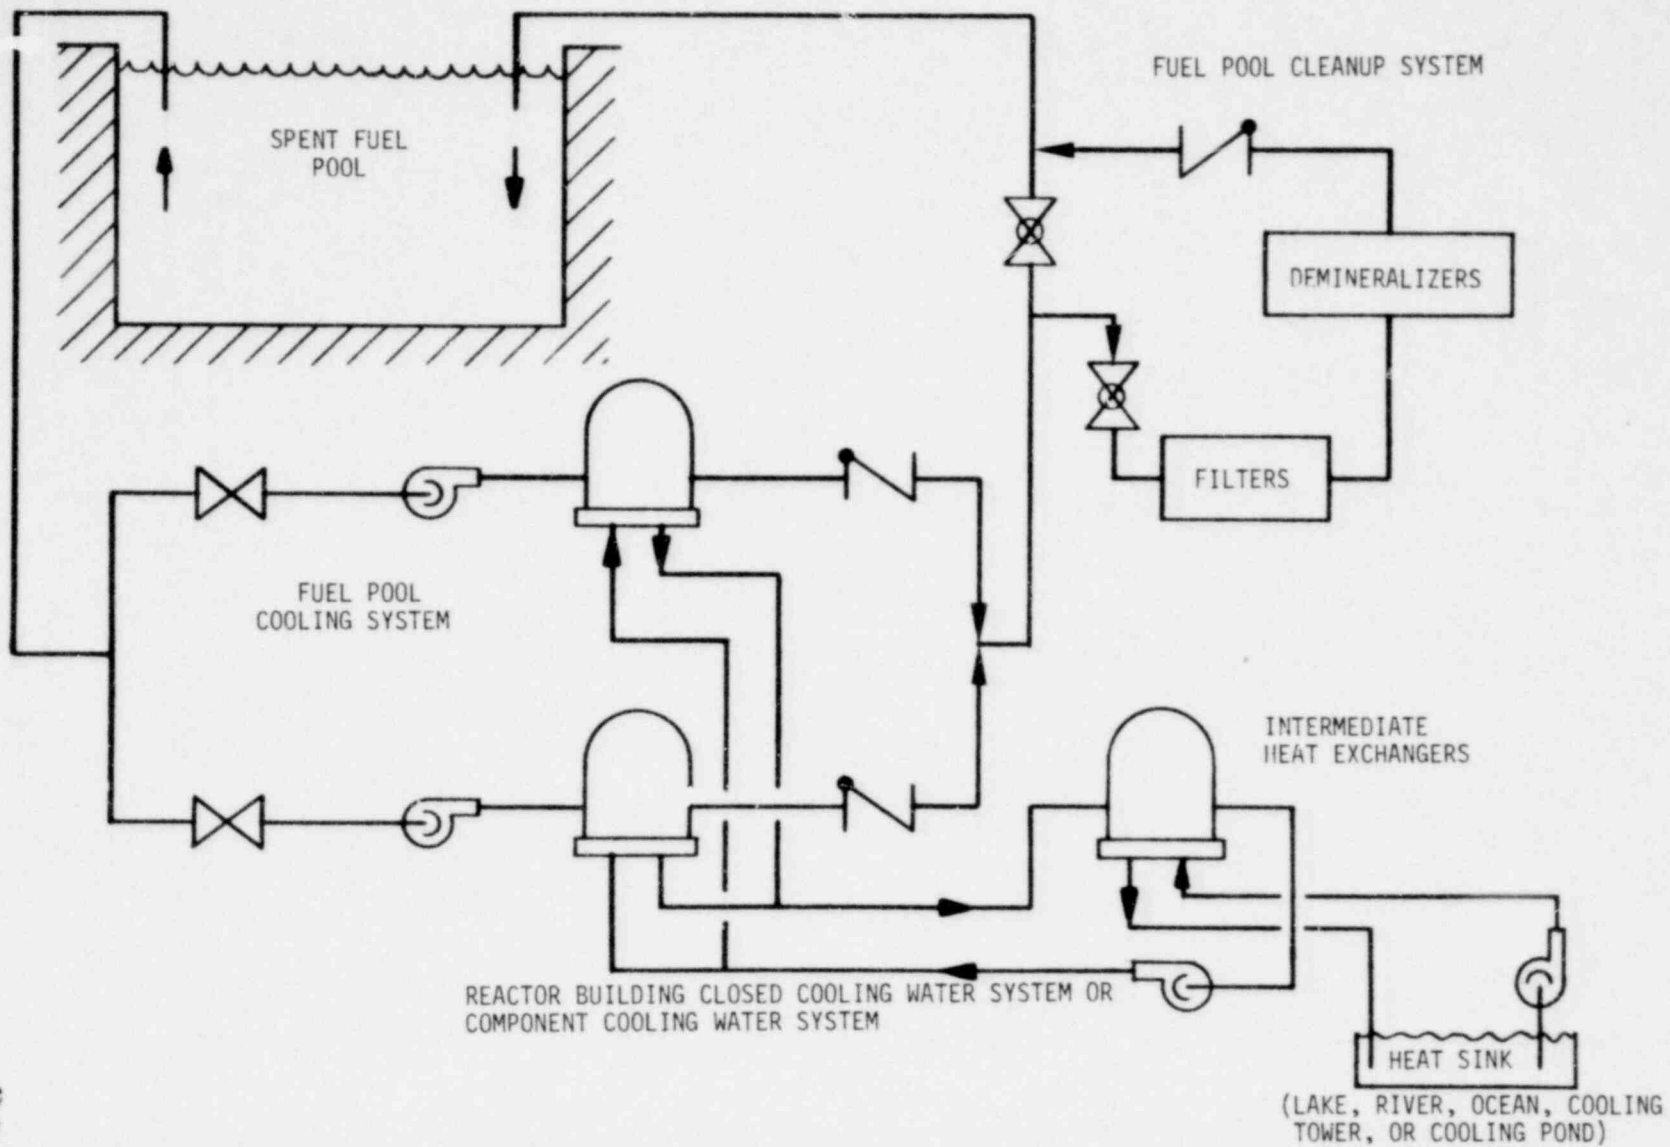 FUEL POOL CLEANUP SYSTEM
SPENT FUEL
POOL
DEMINERALIZERS
FILTERS
FUEL POOL
COOLING SYSTEM
INTERMEDIATE
HEAT EXCHANGERS
REACTOR BUILDING CLOSED COOLING WATER SYSTEM OR
COMPONENT COOLING WATER SYSTEM
HEAT SINK
(LAKE, RIVER, OCEAN, COOLING
TOWER, OR COOLING POND)